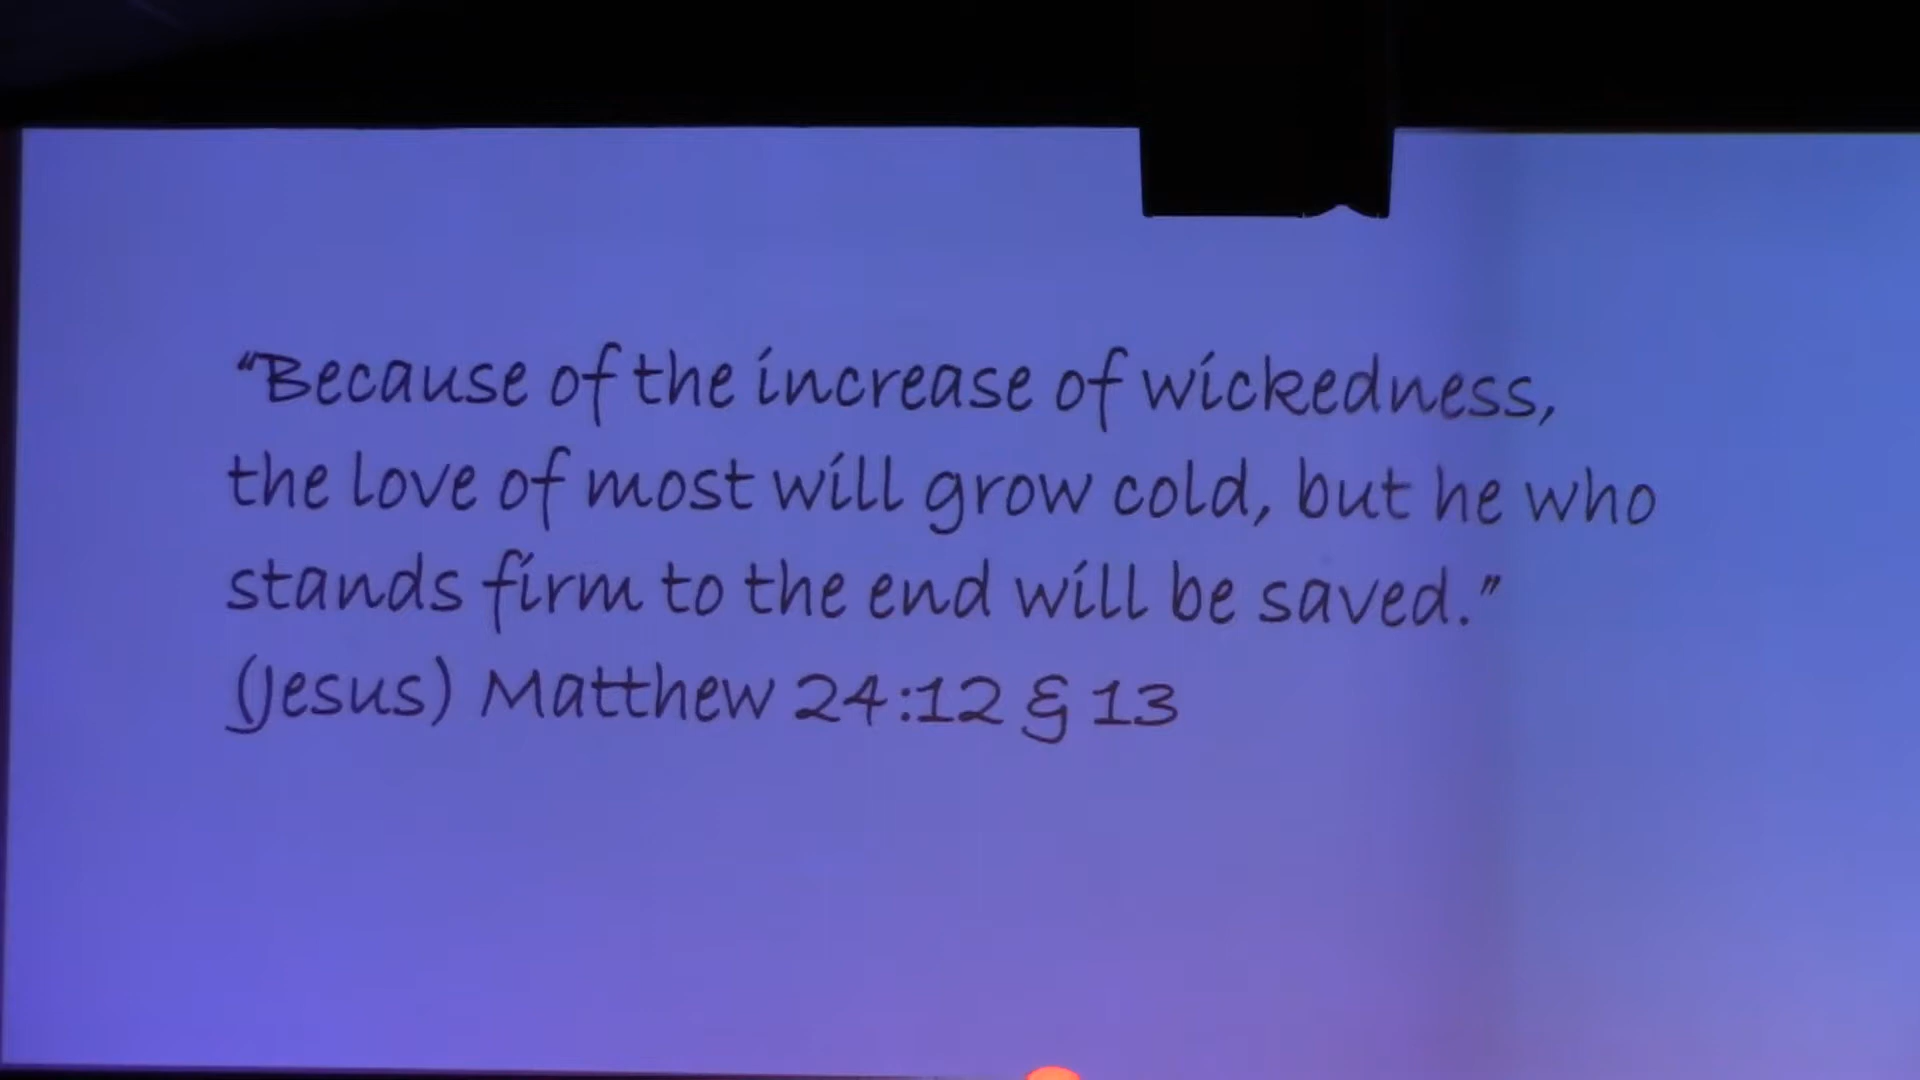 “Because of the increase of wickedness,
the love of most will grow cold, but he who
stands firm to the end will be saved.”
(Jesus) Matthew 24:12 & 13